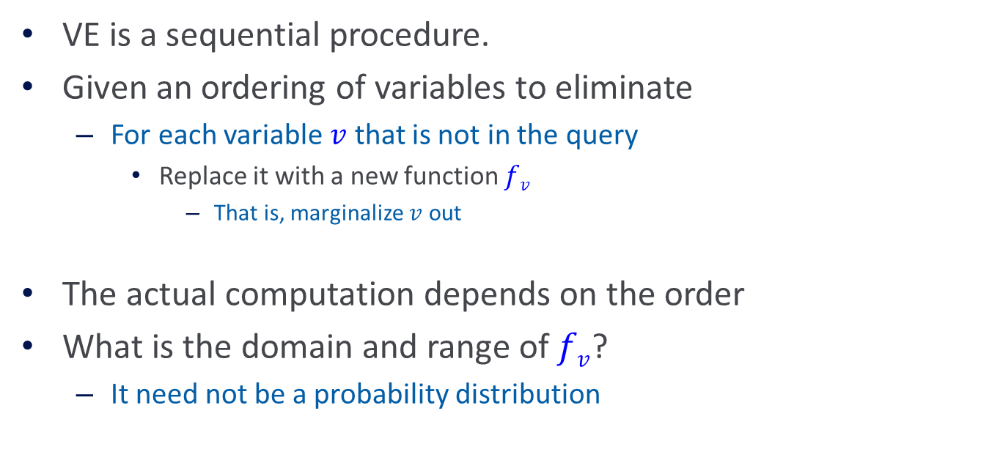 • VE is a sequential procedure.
• Given an ordering of variables to eliminate
– For each variable 𝑣 that is not in the query
• Replace it with a new function 𝑓𝑣
– That is, marginalize 𝑣 out
• The actual computation depends on the order
• What is the domain and range of 𝑓𝑣?
– It need not be a probability distribution